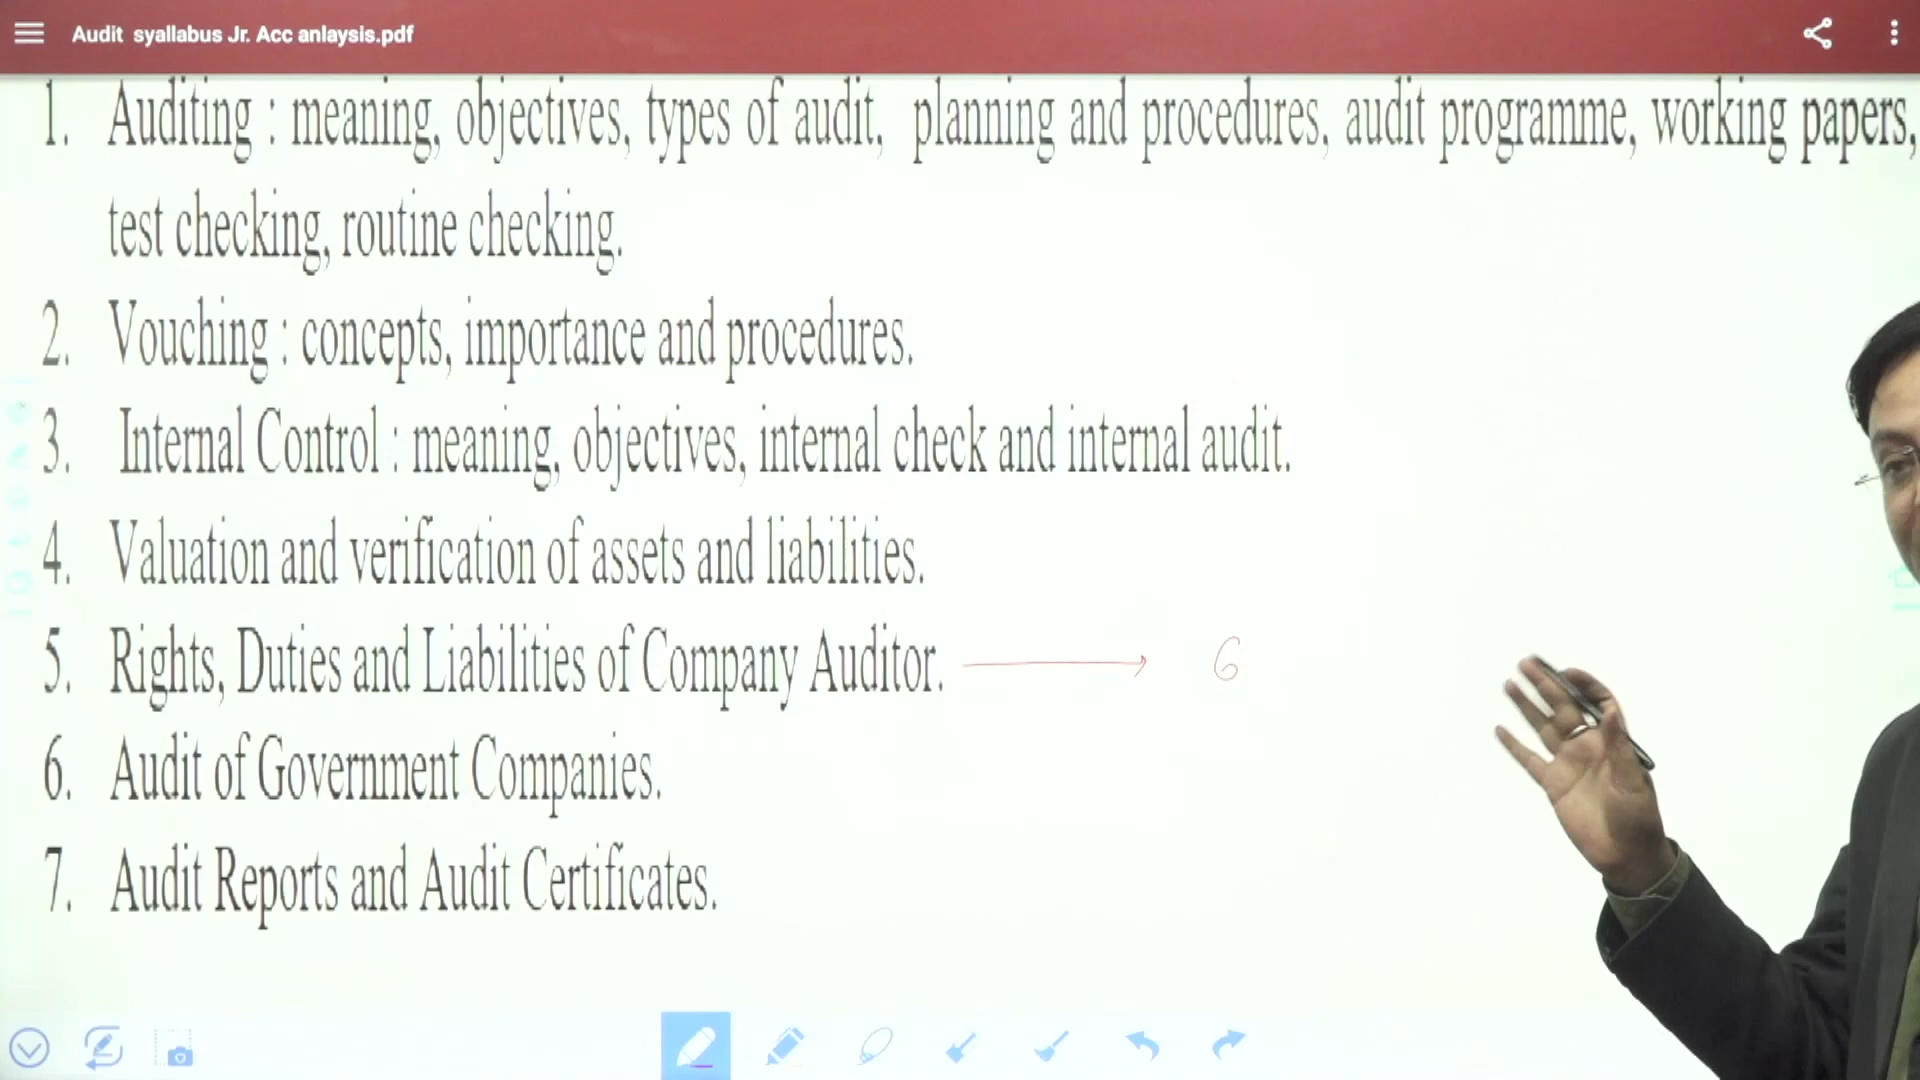 Audit syallabus Jr. Acc anlaysis.pdf
1. Auditing : meaning, objectives, types of audit, planning and procedures, audit programme, working papers,
test checking, routine checking.
2. Vouching : concepts, importance and procedures.
3. Internal Control : meaning, objectives, internal check and internal audit.
4. Valuation and verification of assets and liabilities.
5. Rights, Duties and Liabilities of Company Auditor. → 6
6. Audit of Government Companies.
7. Audit Reports and Audit Certificates.